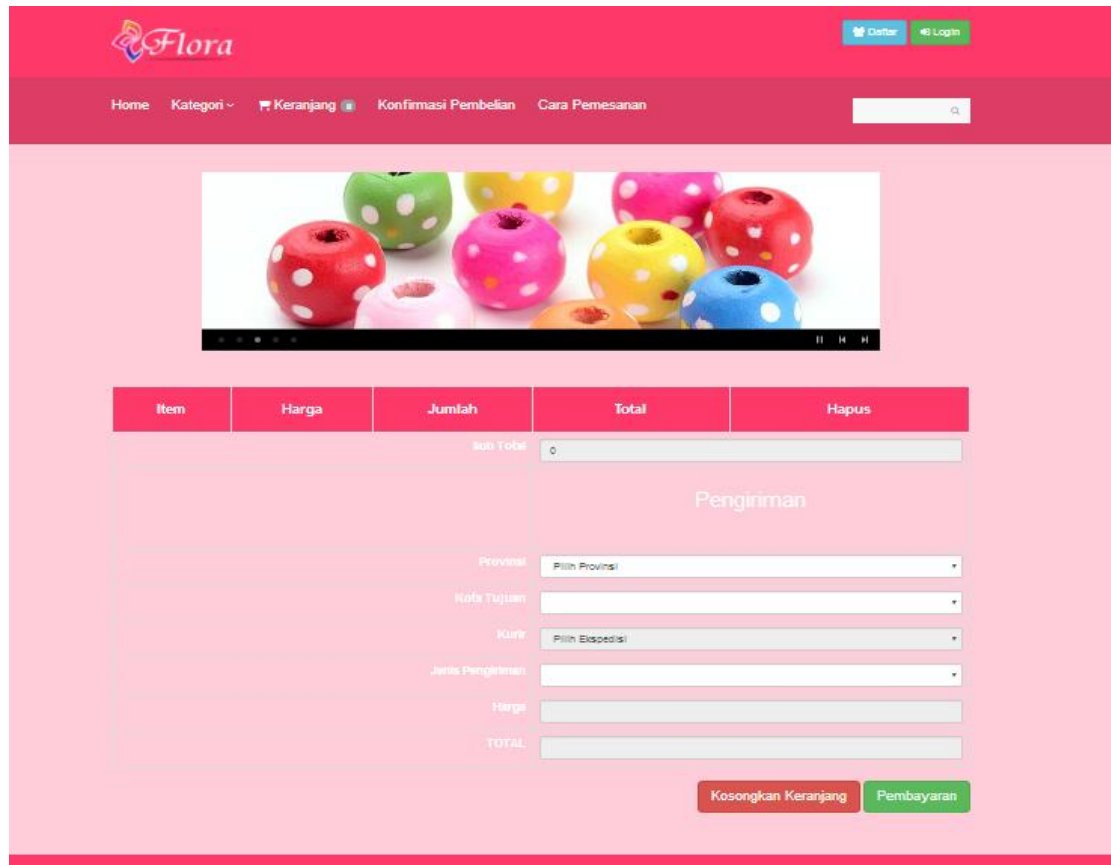 Flora
Daftar Login
Home Kategori Keranjang Konfirmasi Pembelian Cara Pemesanan
Item Harga Jumlah Total Hapus
Sub Total 0
Pengiriman
Provinsi Pilih Provinsi
Kota Tujuan
Kurir Pilih Ekspedisi
Jenis Pengiriman
Harga
TOTAL
Kosongkan Keranjang Pembayaran